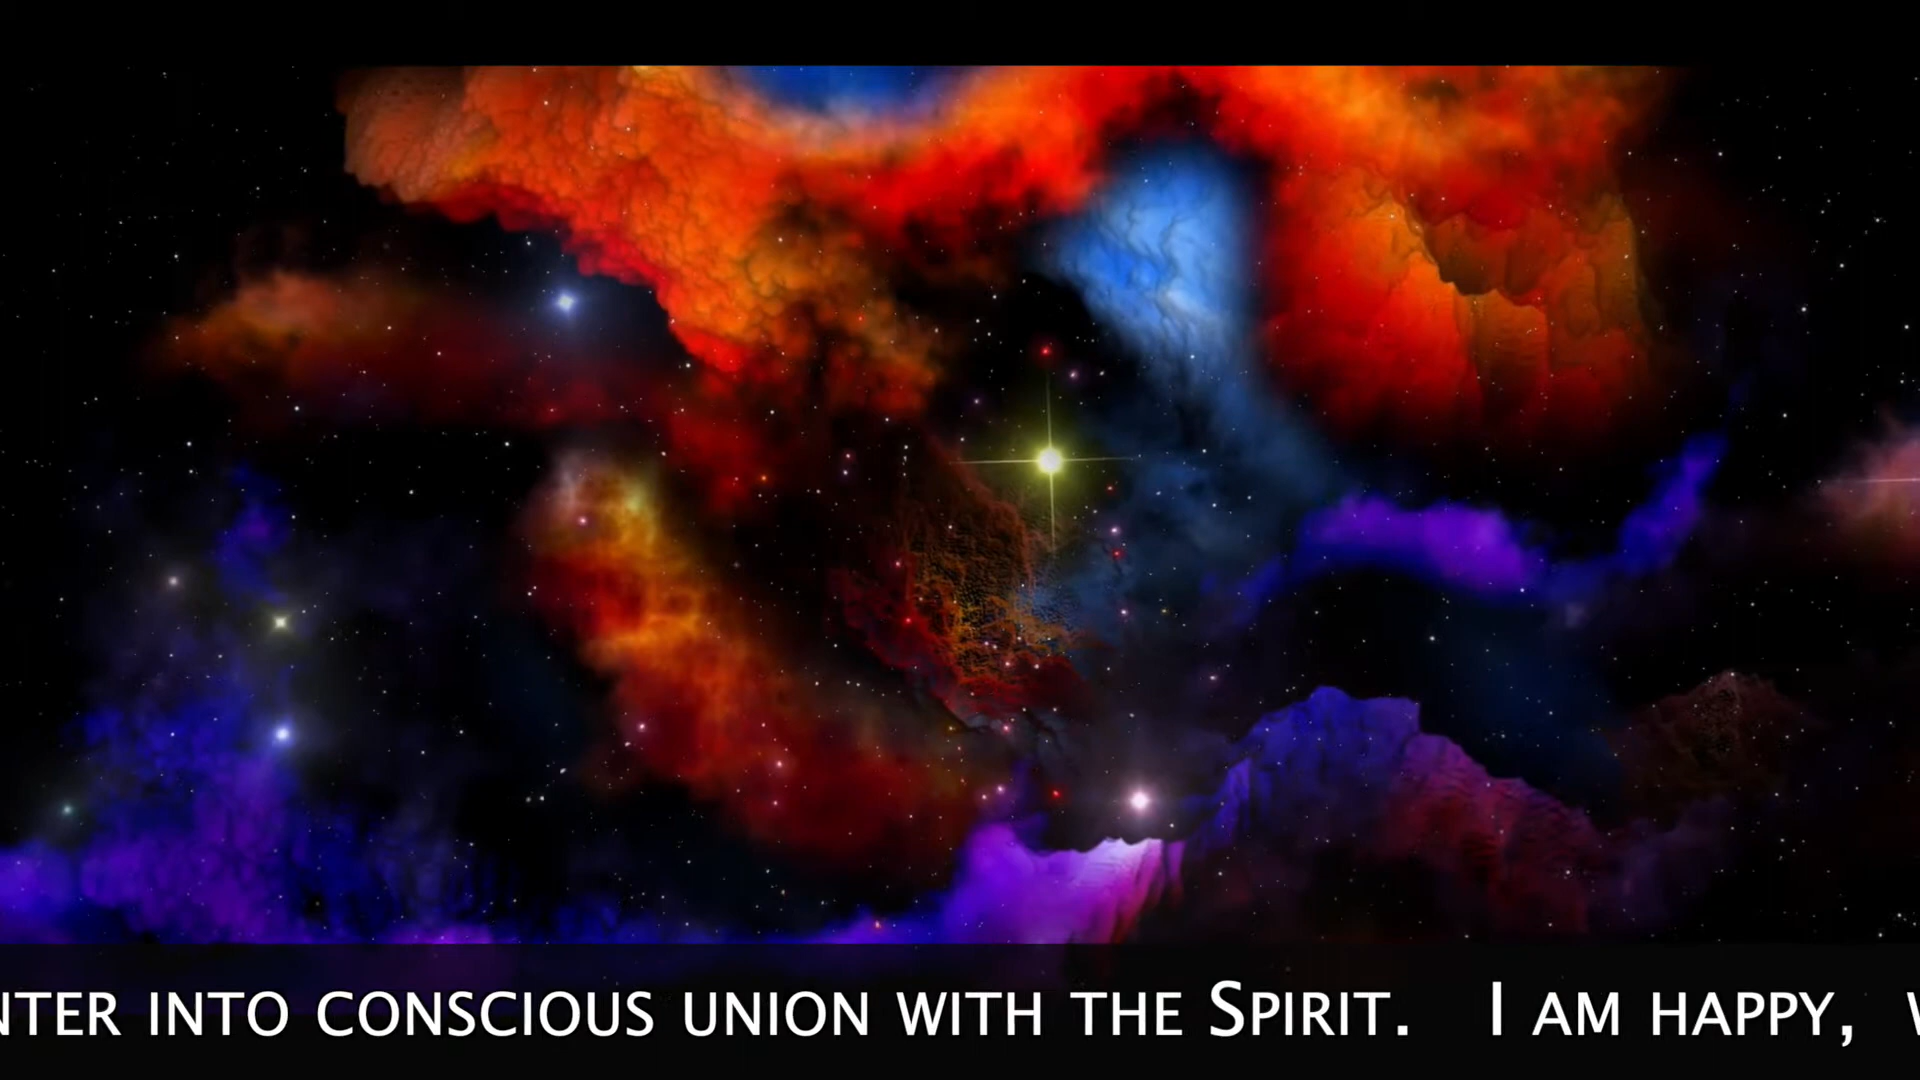 NTER INTO CONSCIOUS UNION WITH THE SPIRIT. I AM HAPPY,